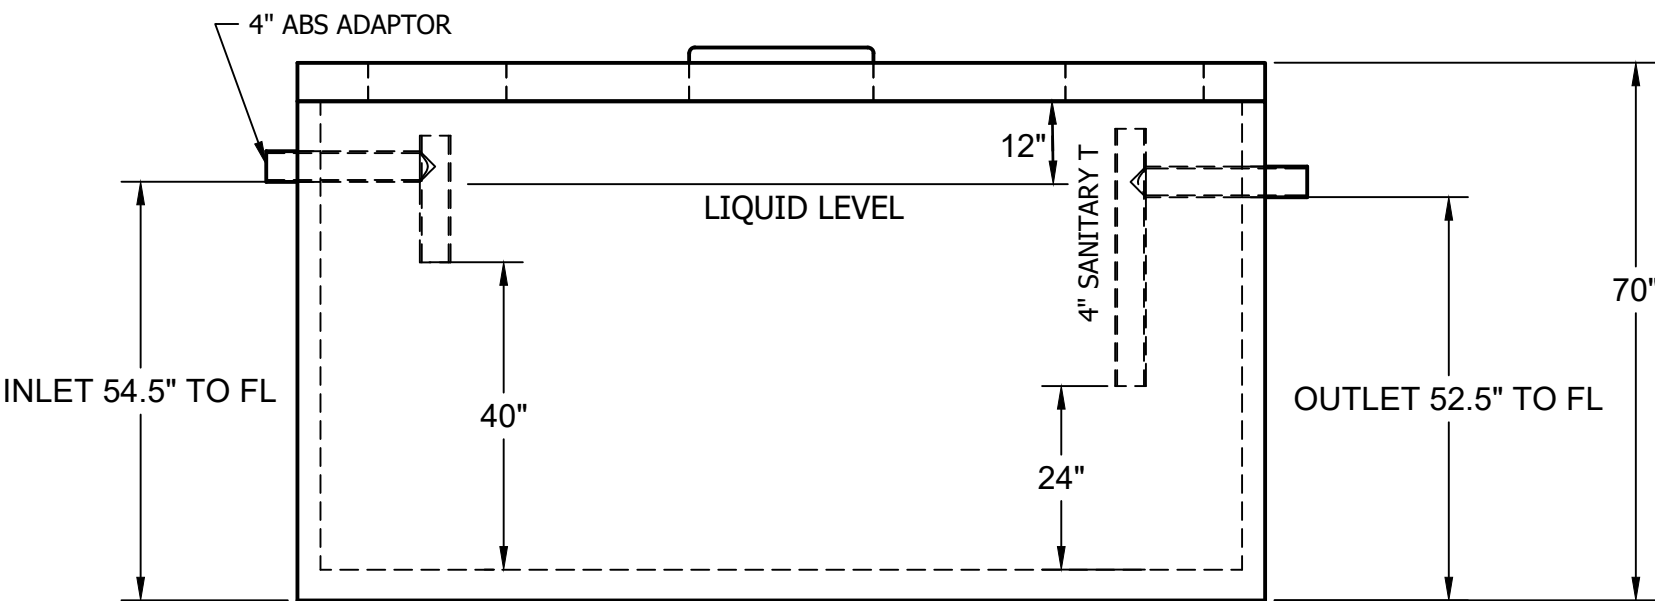 4" ABS ADAPTOR
12"
LIQUID LEVEL
4" SANITARY T
70"
INLET 54.5" TO FL
40"
OUTLET 52.5" TO FL
24"